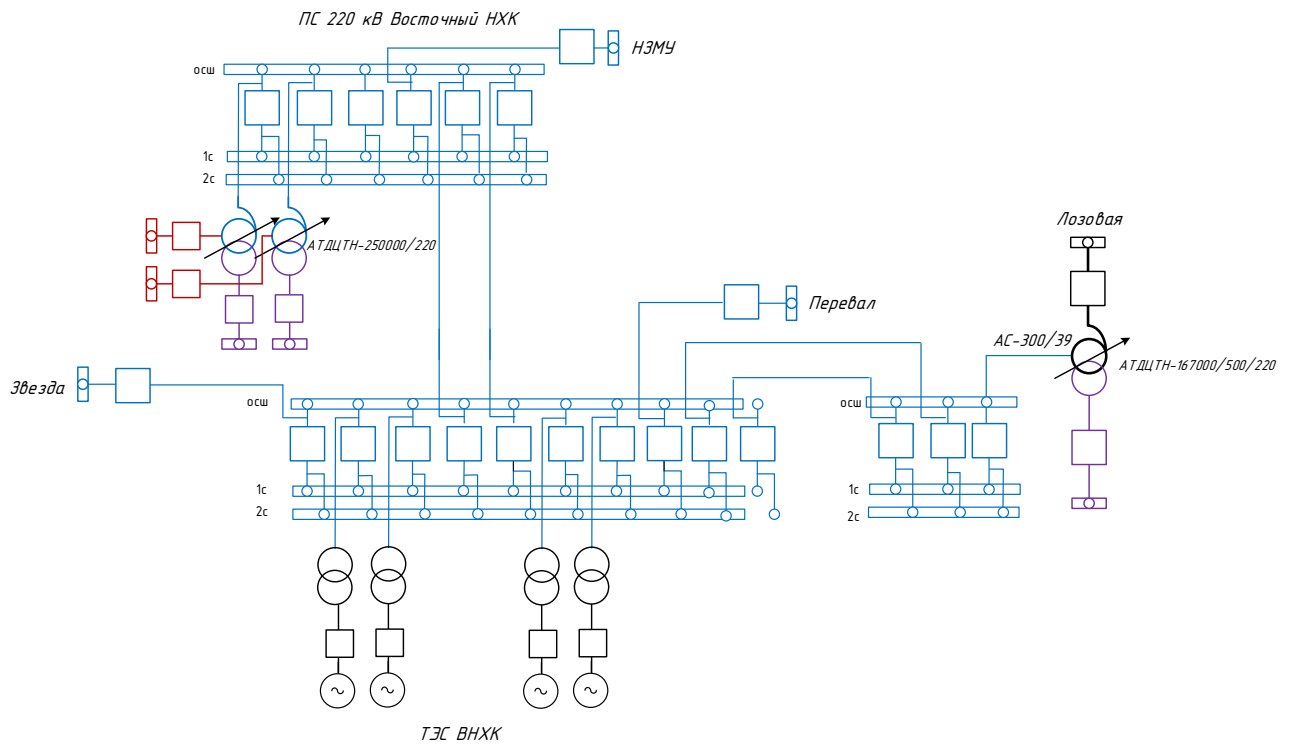 ПС 220 кВ Восточный НХК
НЗМУ
осш
1с
2с
АТДЦТН-250000/220
Лозовая
Перевал
АС-300/39
АТДЦТН-167000/500/220
Звезда
осш
осш
1с
2с
1с
2с
ТЭС ВНХК